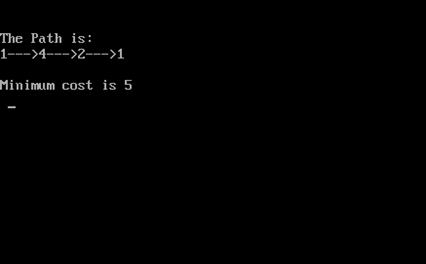 The Path is:
1--->4--->2--->1
Minimum cost is 5